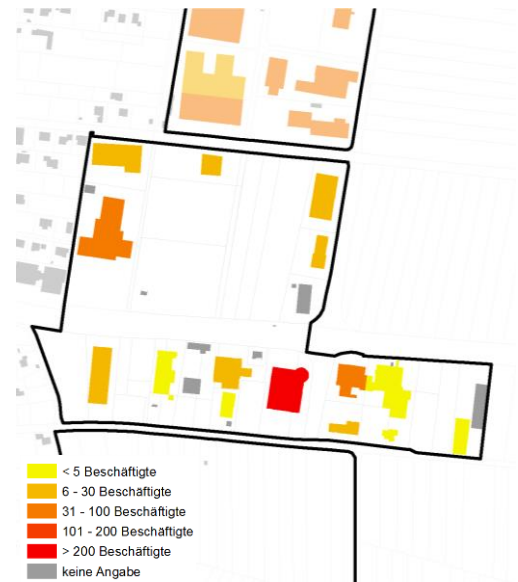 < 5 Beschäftigte
6 - 30 Beschäftigte
31 - 100 Beschäftigte
101 - 200 Beschäftigte
> 200 Beschäftigte
keine Angabe